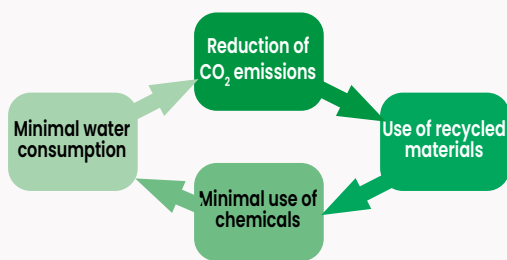 Reduction of
CO₂ emissions
Use of recycled
materials
Minimal use of
chemicals
Minimal water
consumption